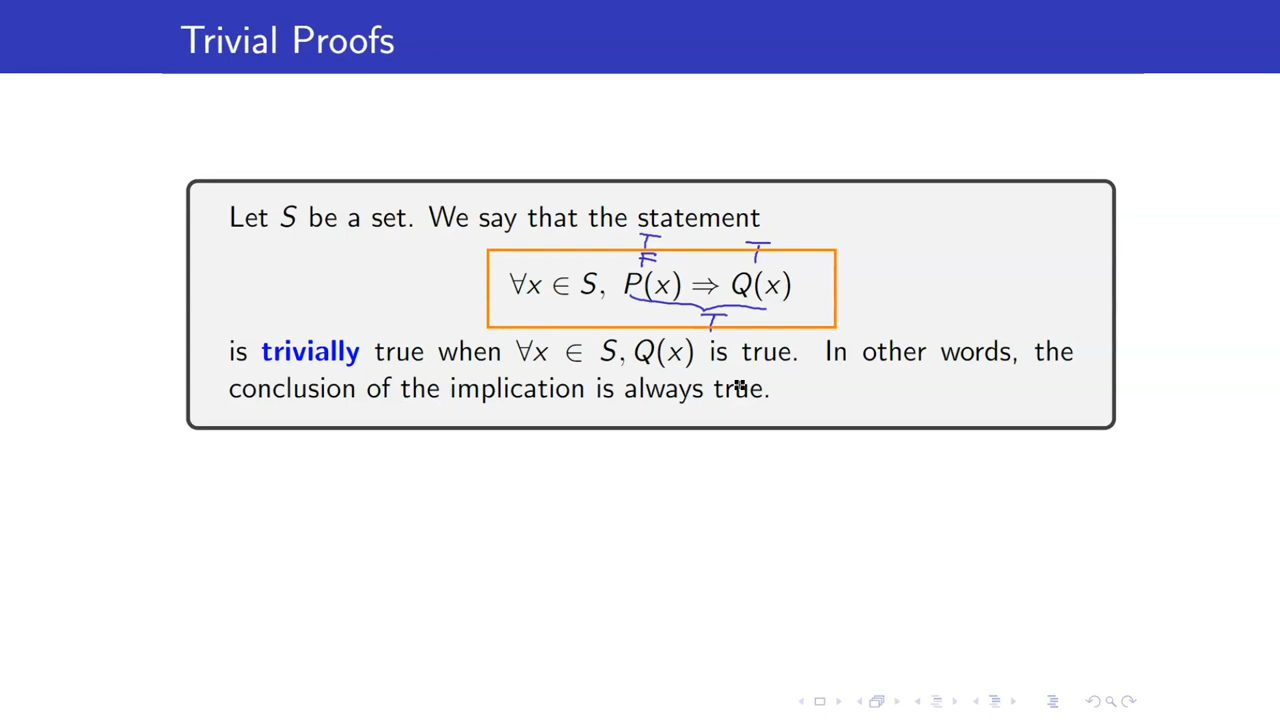 Trivial Proofs
Let S be a set. We say that the statement
T T
F
∀x ∈ S, P(x) ⇒ Q(x)
T
is trivially true when ∀x ∈ S, Q(x) is true. In other words, the
conclusion of the implication is always true.